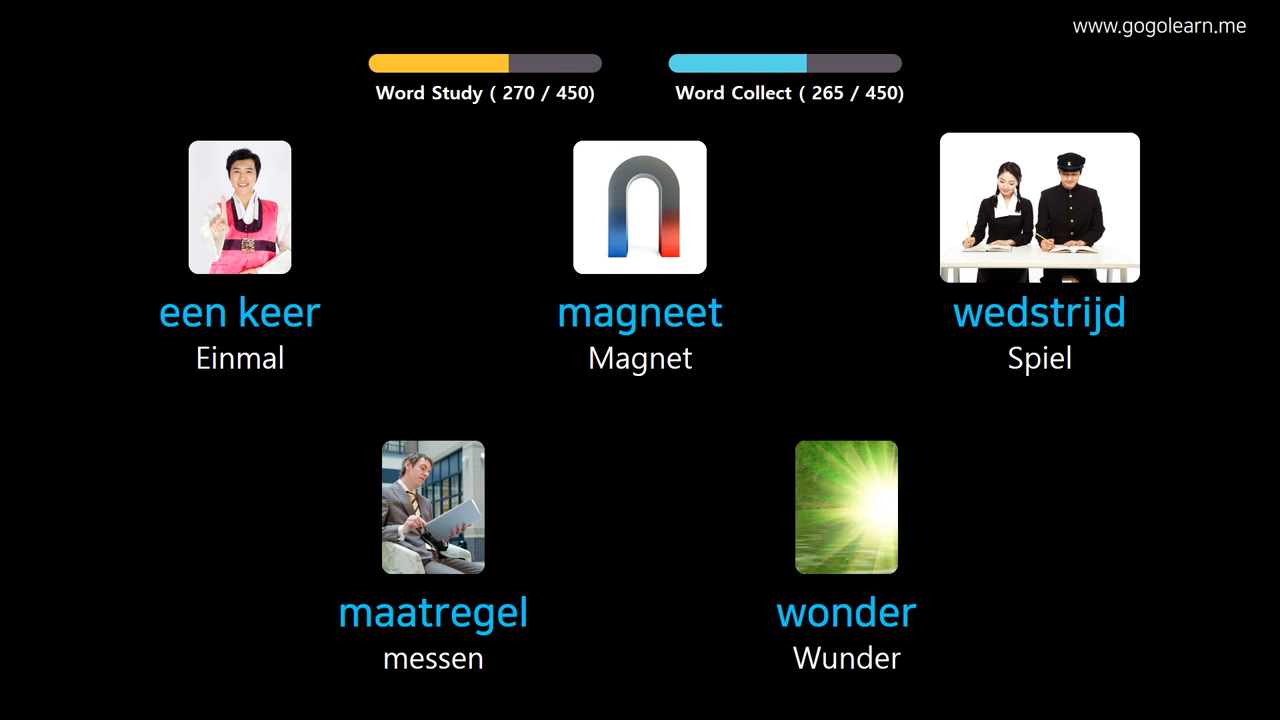 www.gogolearn.me
Word Study ( 270 / 450)
Word Collect ( 265 / 450)
een keer
Einmal
magneet
Magnet
wedstrijd
Spiel
maatregel
messen
wonder
Wunder